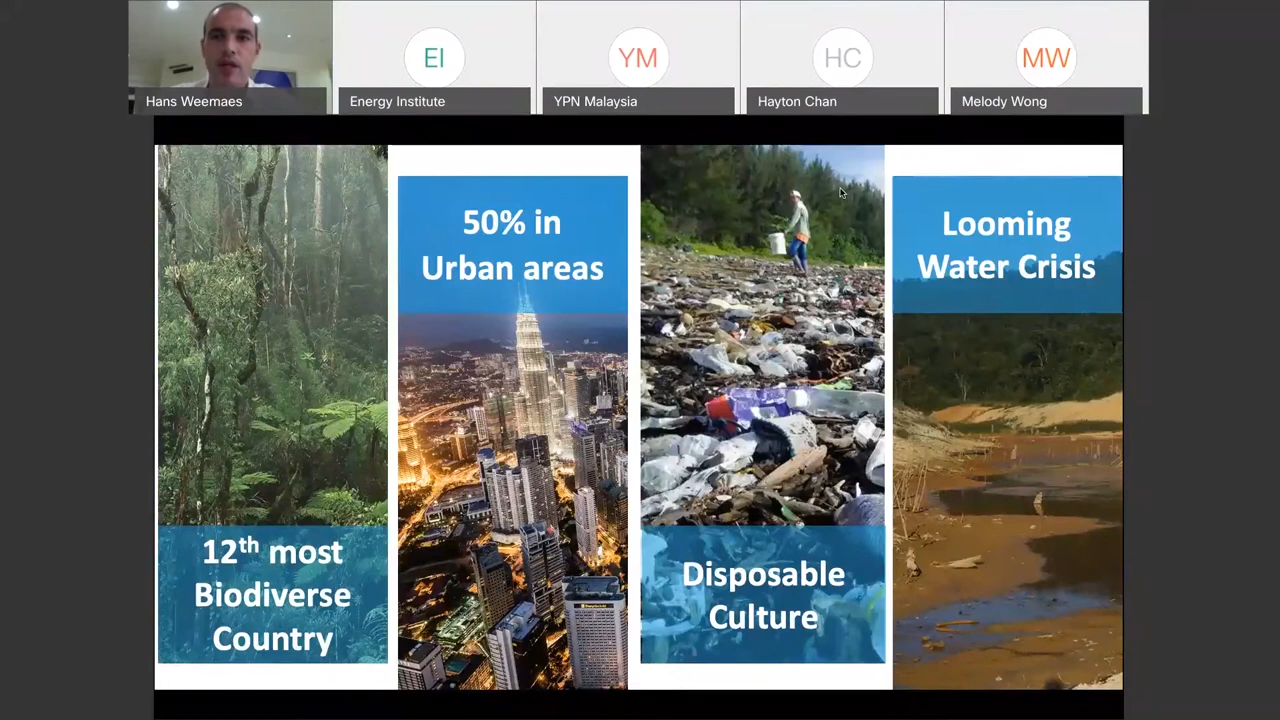 EI
YM
HC
MW
Hans Weemaes
Energy Institute
YPN Malaysia
Hayton Chan
Melody Wong
50% in
Urban areas
Looming
Water Crisis
12th most
Biodiverse
Country
Disposable
Culture